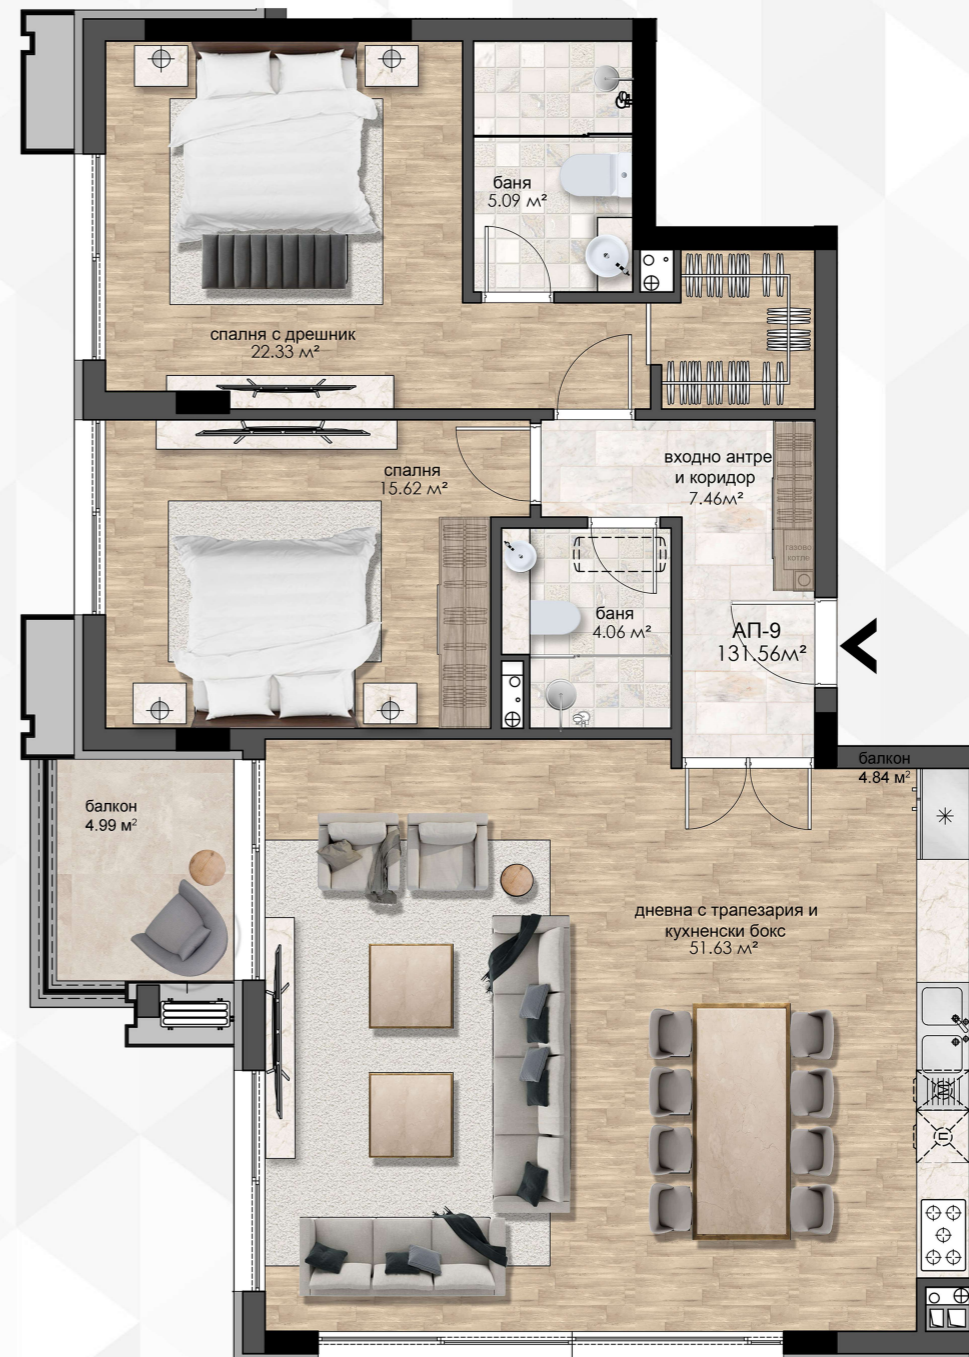 баня
5.09 м²
спалня с дрешник
22.33 м²
спалня
15.62 м²
входно антре
и коридор
7.46м²
газово
котле
баня
4.06 м²
АП-9
131.56м²
балкон
4.84 м²
балкон
4.99 м²
дневна с трапезария и
кухненски бокс
51.63 м²
М
П